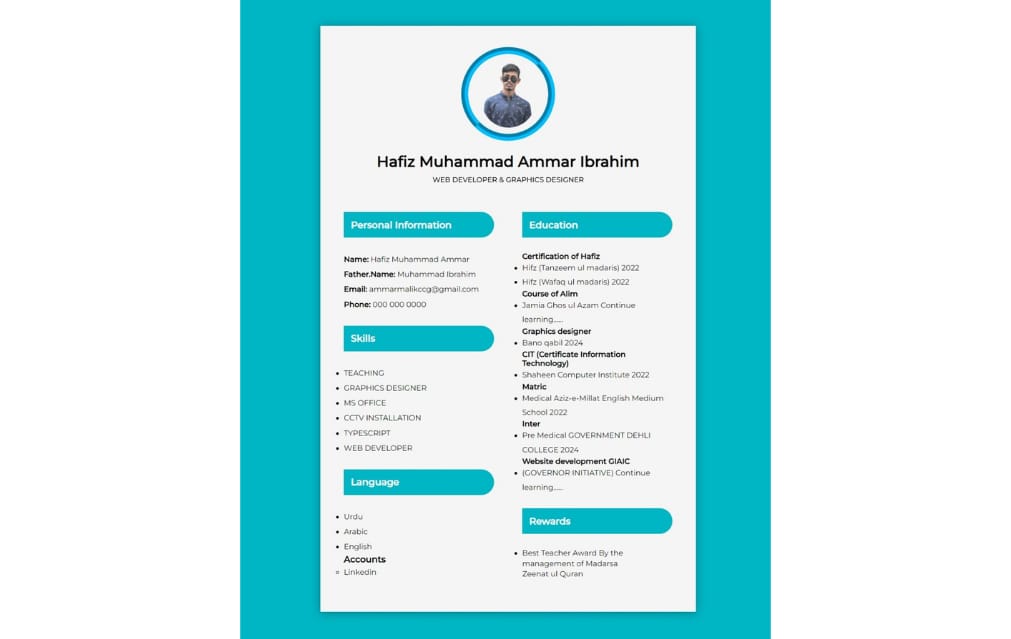 Hafiz Muhammad Ammar Ibrahim
WEB DEVELOPER & GRAPHICS DESIGNER
Personal Information
Name: Hafiz Muhammad Ammar
Father.Name: Muhammad Ibrahim
Email: ammarmalikccg@gmail.com
Phone: 000 000 0000
Skills
TEACHING
GRAPHICS DESIGNER
MS OFFICE
CCTV INSTALLATION
TYPESCRIPT
WEB DEVELOPER
Language
Urdu
Arabic
English
Accounts
Linkedin
Education
Certification of Hafiz
Hifz (Tanzeem ul madaris) 2022
Hifz (Wafaq ul madaris) 2022
Course of Alim
Jamia Ghos ul Azam Continue
learning......
Graphics designer
Bano qabil 2024
CIT (Certificate Information
Technology)
Shaheen Computer Institute 2022
Matric
Medical Aziz-e-Millat English Medium
School 2022
Inter
Pre Medical GOVERNMENT DEHLI
COLLEGE 2024
Website development GIAIC
(GOVERNOR INITIATIVE) Continue
learning......
Rewards
Best Teacher Award By the
management of Madarsa
Zeenat ul Quran